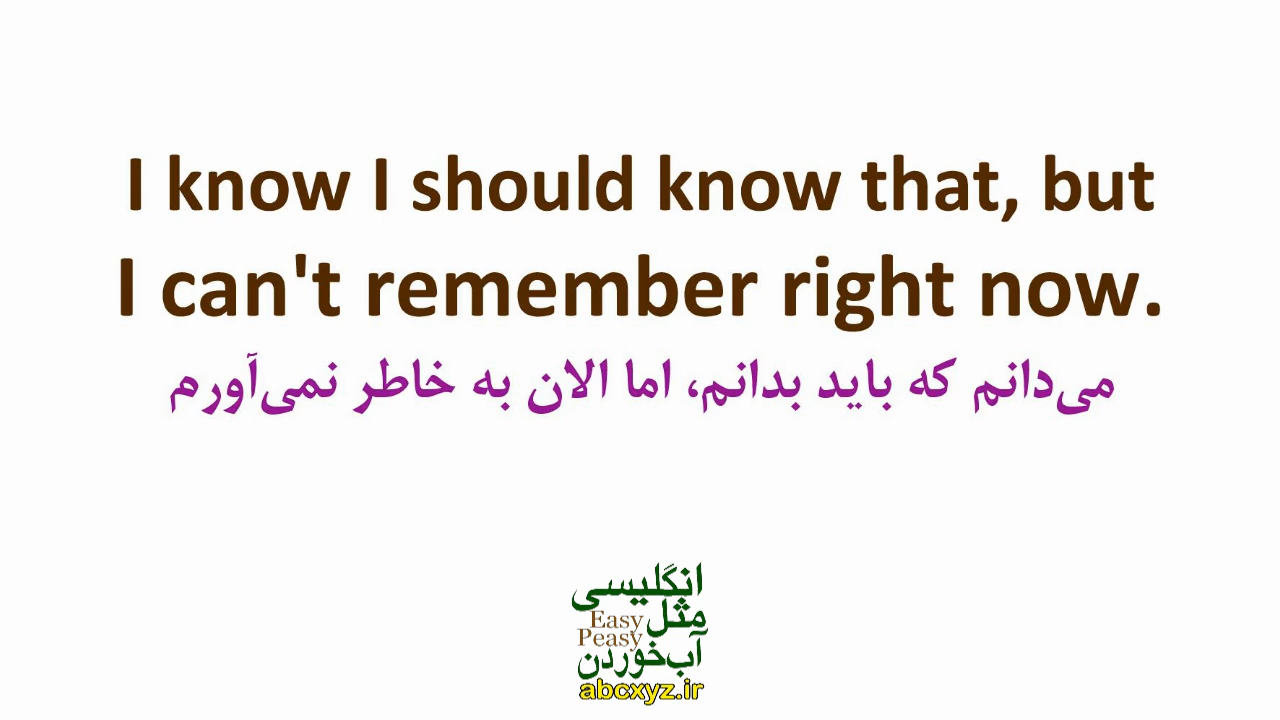 I know I should know that, but
I can't remember right now.
می‌دانم که باید بدانم، اما الان به خاطر نمی‌آورم
انگلیسی
مثل
Easy
Peasy
آب‌خوردن
abcxyz.ir